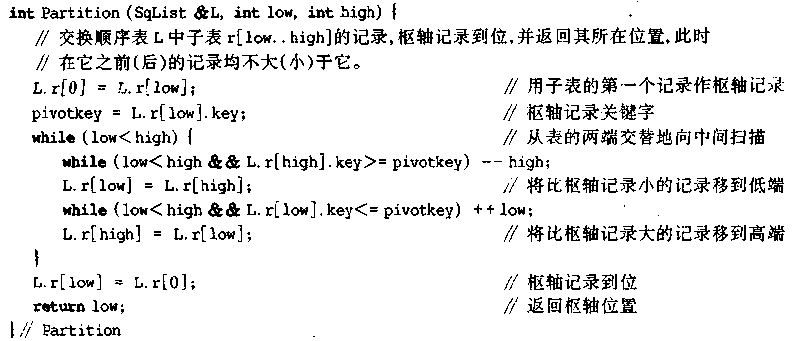 int Partition (SqList &L, int low, int high) {
// 交换顺序表 L 中子表 r[low..high]的记录,枢轴记录到位,并返回其所在位置,此时
// 在它之前(后)的记录均不大(小)于它。
L.r[0] = L.r[low]; // 用子表的第一个记录作枢轴记录
pivotkey = L.r[low].key; // 枢轴记录关键字
while (low<high) { // 从表的两端交替地向中间扫描
while (low<high && L.r[high].key>= pivotkey) -- high;
L.r[low] = L.r[high]; // 将比枢轴记录小的记录移到低端
while (low<high && L.r[low].key<= pivotkey) ++ low;
L.r[high] = L.r[low]; // 将比枢轴记录大的记录移到高端
}
L.r[low] = L.r[0]; // 枢轴记录到位
return low; // 返回枢轴位置
} // Partition